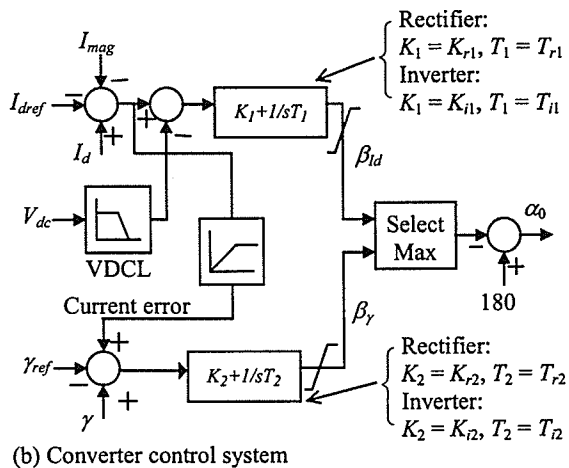 Rectifier:
K1 = Kr1, T1 = Tr1
Inverter:
K1 = Ki1, T1 = Ti1
Imag
−
−
Idref
+
Id
+
−
K1+1/sT1
βId
Vdc
VDCL
Select
Max
α0
−
+
180
Current error
+
γref
−
+
γ
K2+1/sT2
βγ
Rectifier:
K2 = Kr2, T2 = Tr2
Inverter:
K2 = Ki2, T2 = Ti2
(b) Converter control system